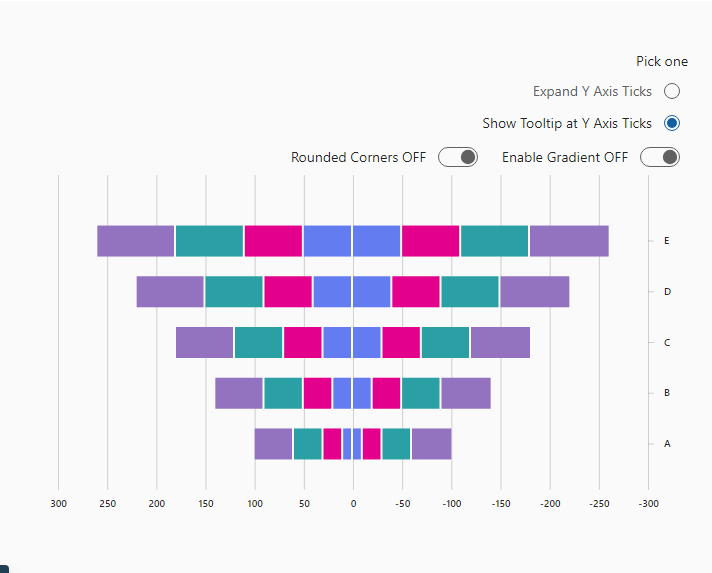 Pick one
Expand Y Axis Ticks
Show Tooltip at Y Axis Ticks
Rounded Corners OFF Enable Gradient OFF
E
D
C
B
A
300 250 200 150 100 50 0 -50 -100 -150 -200 -250 -300